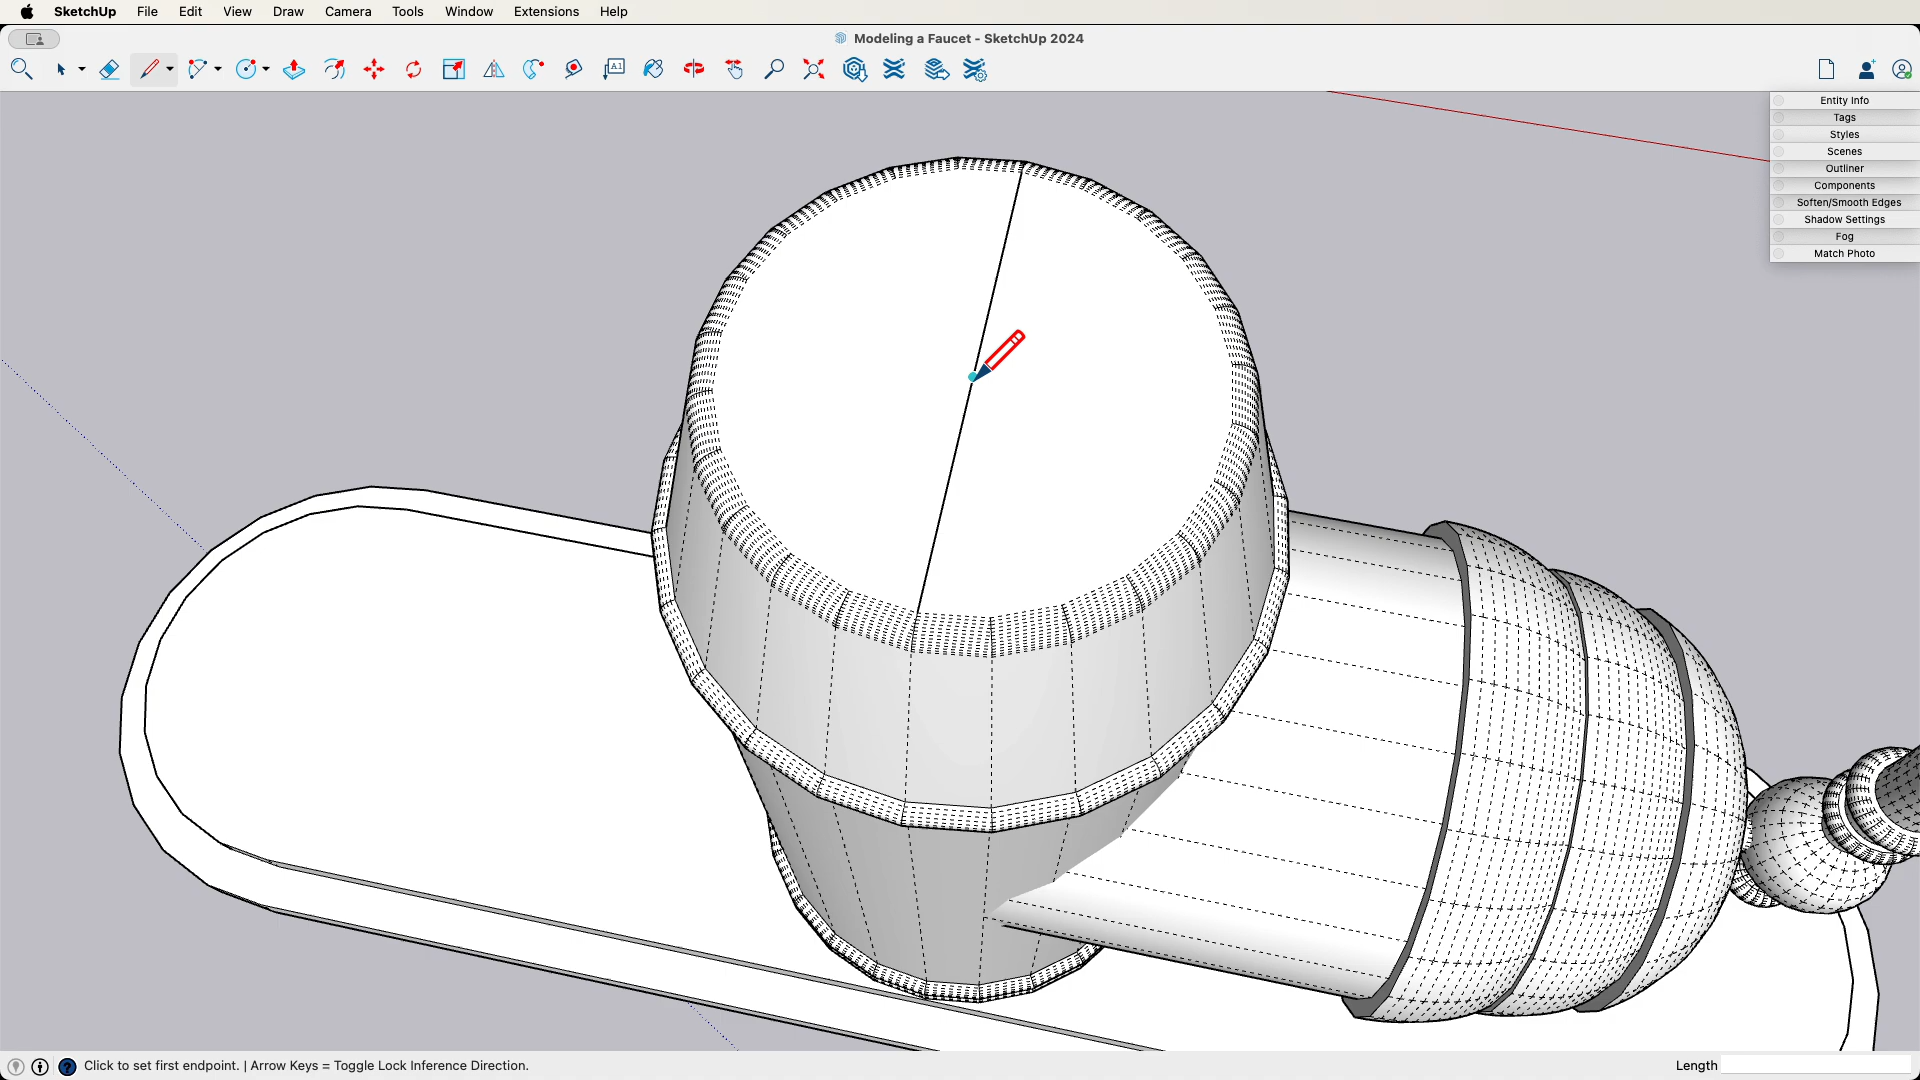 SketchUp File Edit View Draw Camera Tools Window Extensions Help
Modeling a Faucet - SketchUp 2024
A1
Entity Info
Tags
Styles
Scenes
Outliner
Components
Soften/Smooth Edges
Shadow Settings
Fog
Match Photo
Click to set first endpoint. | Arrow Keys = Toggle Lock Inference Direction.
Length